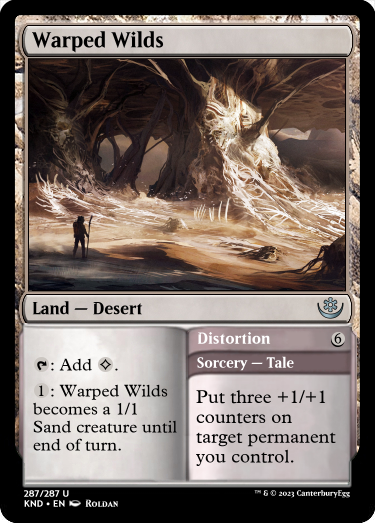 Warped Wilds
Land — Desert
: Add .
1 : Warped Wilds
becomes a 1/1
Sand creature until
end of turn.
Distortion 6
Sorcery — Tale
Put three +1/+1
counters on
target permanent
you control.
287/287 U
KND • EN ROLDAN
™ & © 2023 CanterburyEgg